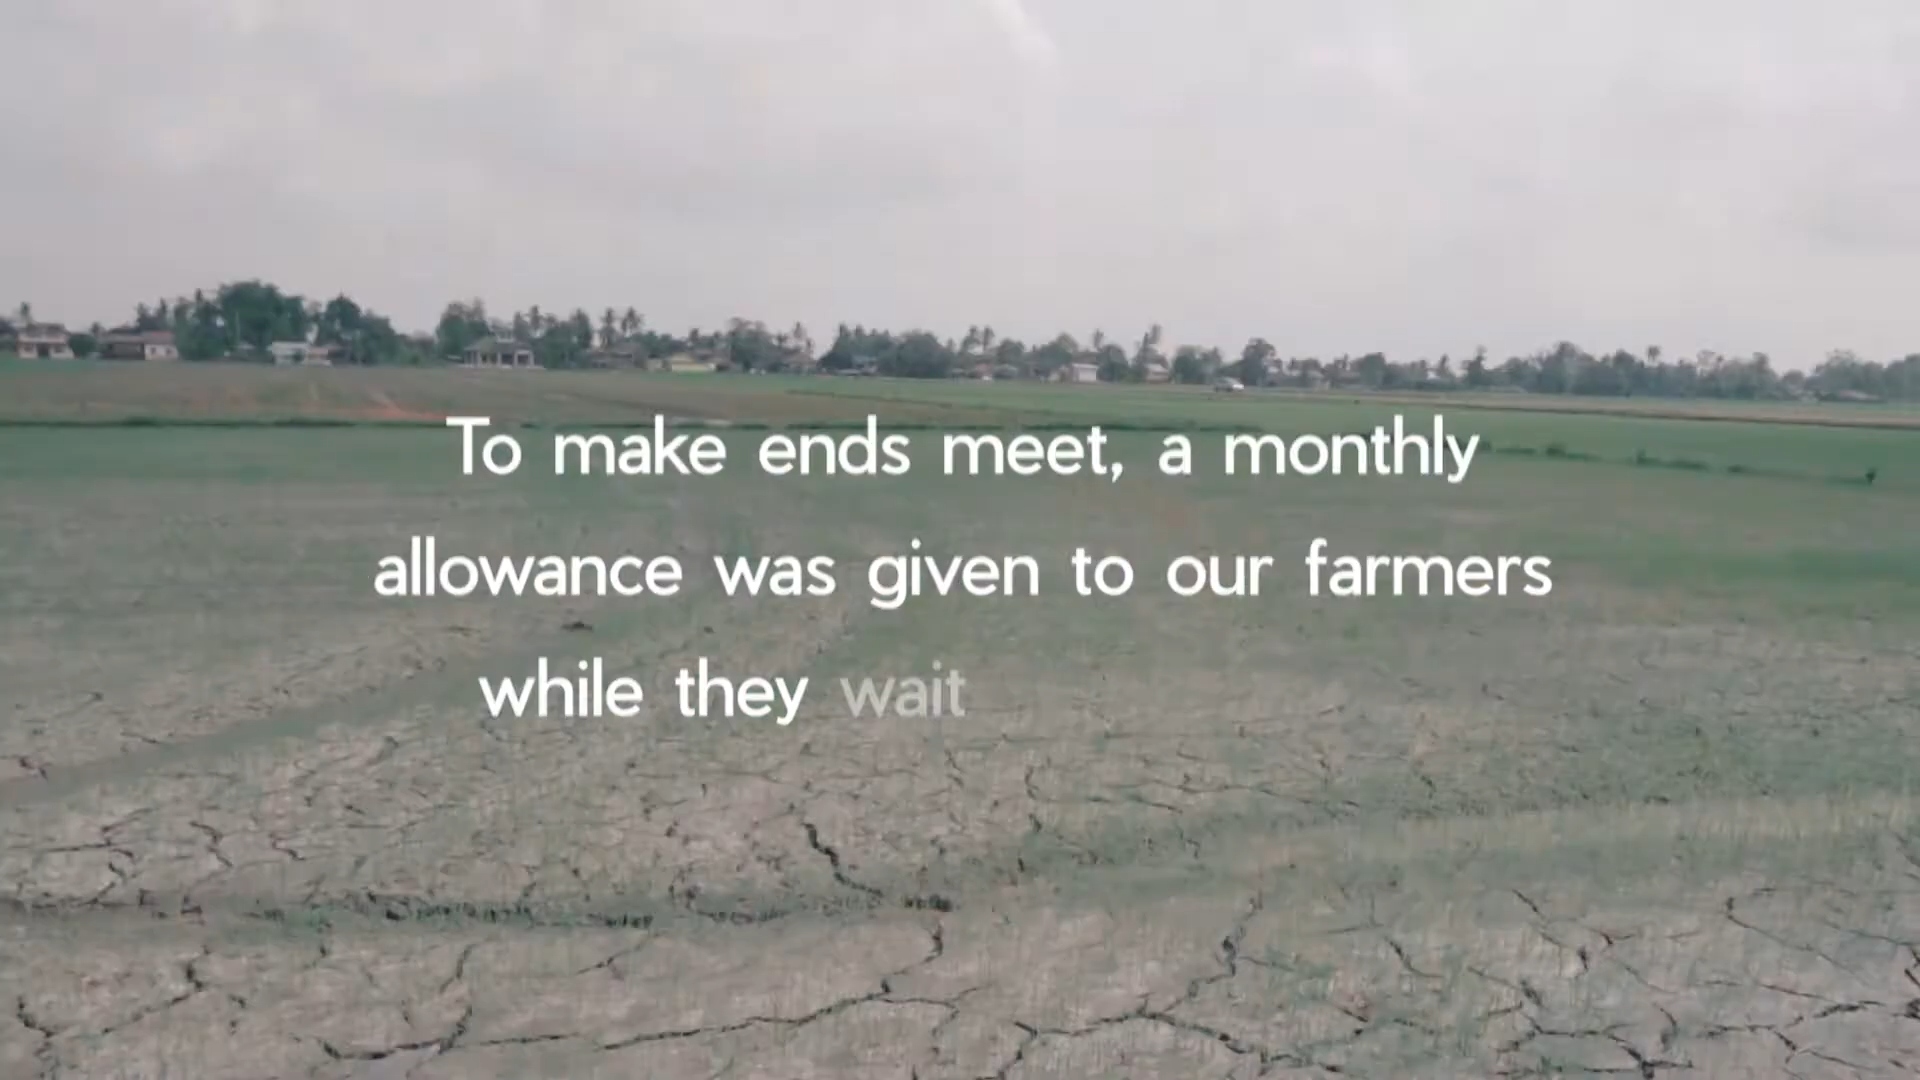 To make ends meet, a monthly
allowance was given to our farmers
while they wait